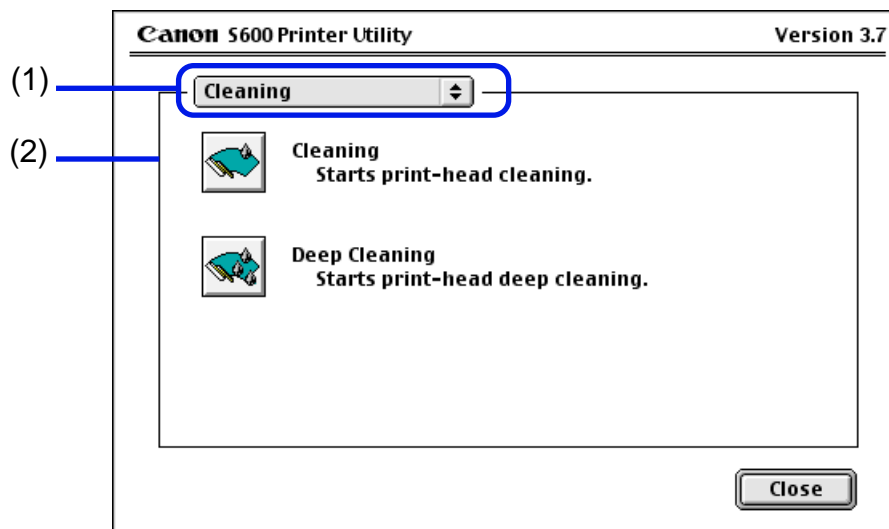 Canon S600 Printer Utility Version 3.7
(1) Cleaning
(2)
Cleaning
Starts print-head cleaning.
Deep Cleaning
Starts print-head deep cleaning.
Close